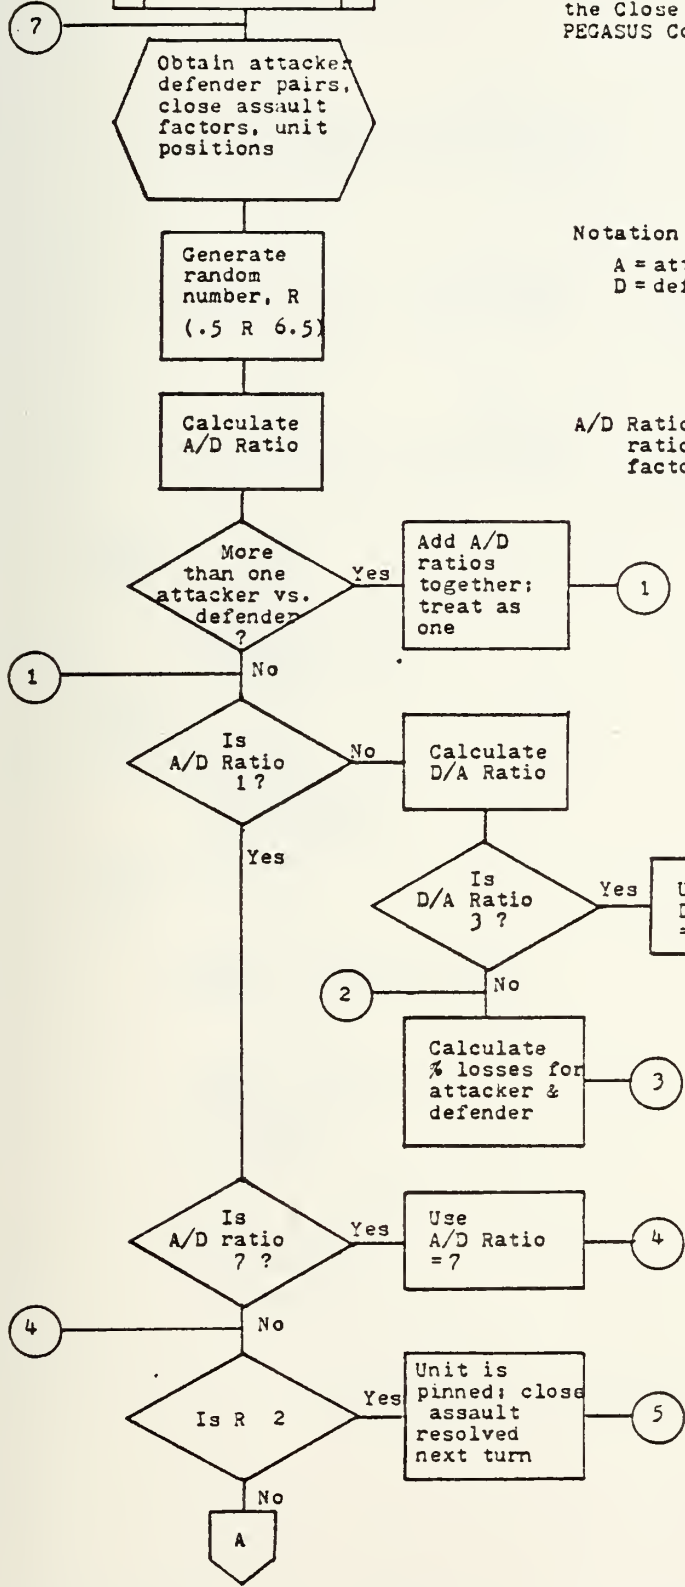 the Close
PEGASUS Co
7
Obtain attacker
defender pairs,
close assault
factors, unit
positions
Generate
random
number, R
(.5 R 6.5)
Notation
A = att
D = def
Calculate
A/D Ratio
A/D Ratio
ratio
facto
More
than one
attacker vs.
defender
?
Yes
Add A/D
ratios
together;
treat as
one
1
No
1
Is
A/D Ratio
1?
No
Calculate
D/A Ratio
Yes
Is
D/A Ratio
3 ?
Yes
U
D
=
No
2
Calculate
% losses for
attacker &
defender
3
Is
A/D ratio
7 ?
Yes
Use
A/D Ratio
=7
4
No
4
Is R 2
Yes
Unit is
pinned; close
assault
resolved
next turn
5
No
A